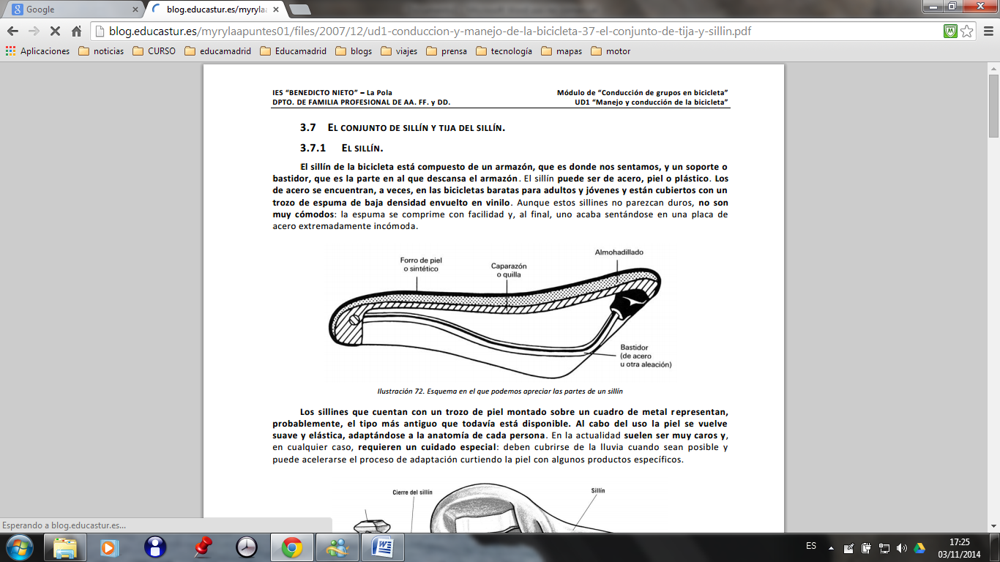 Google
blog.educastur.es/myrylaa
blog.educastur.es/myrylaapuntes01/files/2007/12/ud1-conduccion-y-manejo-de-la-bicicleta-37-el-conjunto-de-tija-y-sillin.pdf
Aplicaciones noticias CURSO educamadrid Educamadrid blogs viajes prensa tecnología mapas motor
IES “BENEDICTO NIETO” – La Pola Módulo de “Conducción de grupos en bicicleta”
DPTO. DE FAMILIA PROFESIONAL DE AA. FF. y DD. UD1 “Manejo y conducción de la bicicleta”
3.7 EL CONJUNTO DE SILLÍN Y TIJA DEL SILLÍN.
3.7.1 EL SILLÍN.
El sillín de la bicicleta está compuesto de un armazón, que es donde nos sentamos, y un soporte o
bastidor, que es la parte en al que descansa el armazón. El sillín puede ser de acero, piel o plástico. Los
de acero se encuentran, a veces, en las bicicletas baratas para adultos y jóvenes y están cubiertos con un
trozo de espuma de baja densidad envuelto en vinilo. Aunque estos sillines no parezcan duros, no son
muy cómodos: la espuma se comprime con facilidad y, al final, uno acaba sentándose en una placa de
acero extremadamente incómoda.
Forro de piel
o sintético
Caparazón
o quilla
Almohadillado
Bastidor
(de acero
u otra aleación)
Ilustración 72. Esquema en el que podemos apreciar las partes de un sillín
Los sillines que cuentan con un trozo de piel montado sobre un cuadro de metal representan,
probablemente, el tipo más antiguo que todavía está disponible. Al cabo del uso la piel se vuelve
suave y elástica, adaptándose a la anatomía de cada persona. En la actualidad suelen ser muy caros y,
en cualquier caso, requieren un cuidado especial: deben cubrirse de la lluvia cuando sean posible y
puede acelerarse el proceso de adaptación curtiendo la piel con algunos productos específicos.
Cierre del sillín
Sillín
Esperando a blog.educastur.es...
ES
17:25
03/11/2014